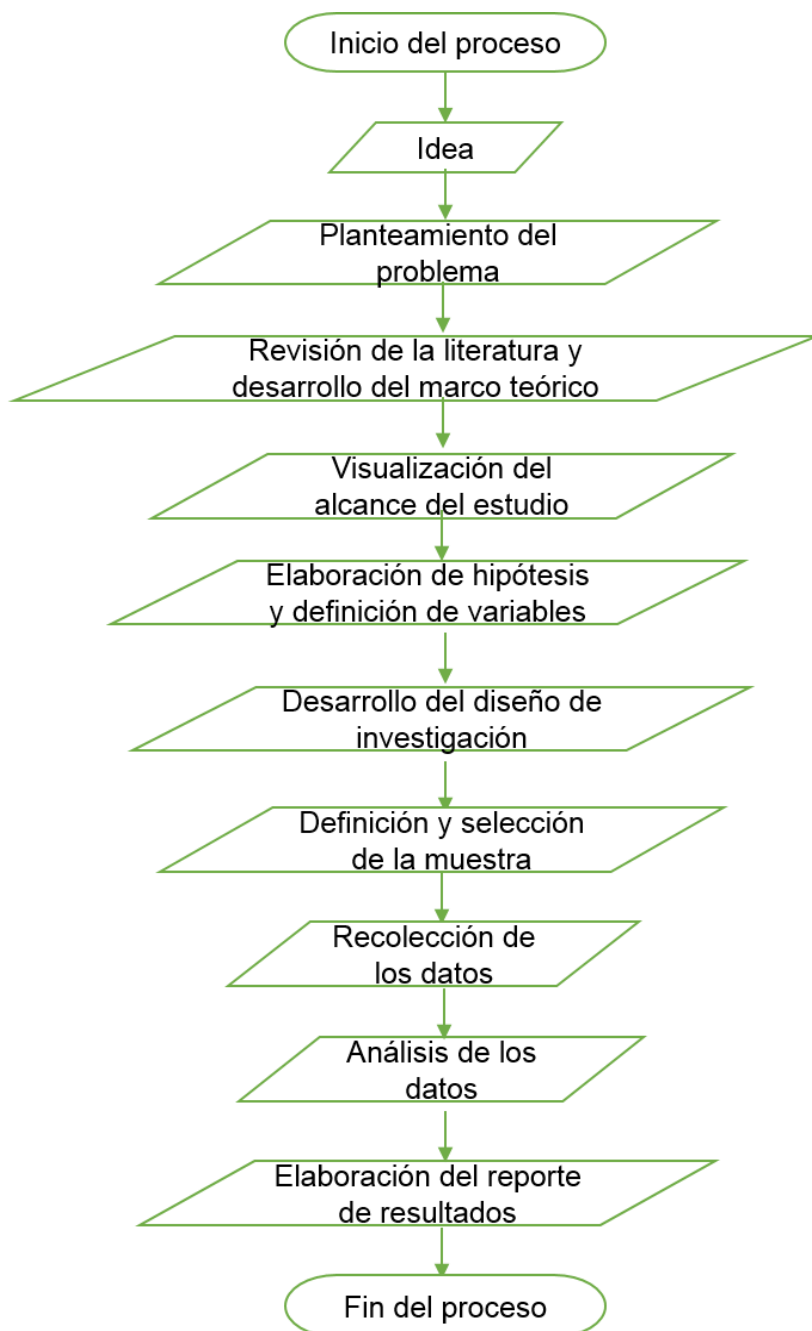 Inicio del proceso
Idea
Planteamiento del
problema
Revisión de la literatura y
desarrollo del marco teórico
Visualización del
alcance del estudio
Elaboración de hipótesis
y definición de variables
Desarrollo del diseño de
investigación
Definición y selección
de la muestra
Recolección de
los datos
Análisis de los
datos
Elaboración del reporte
de resultados
Fin del proceso